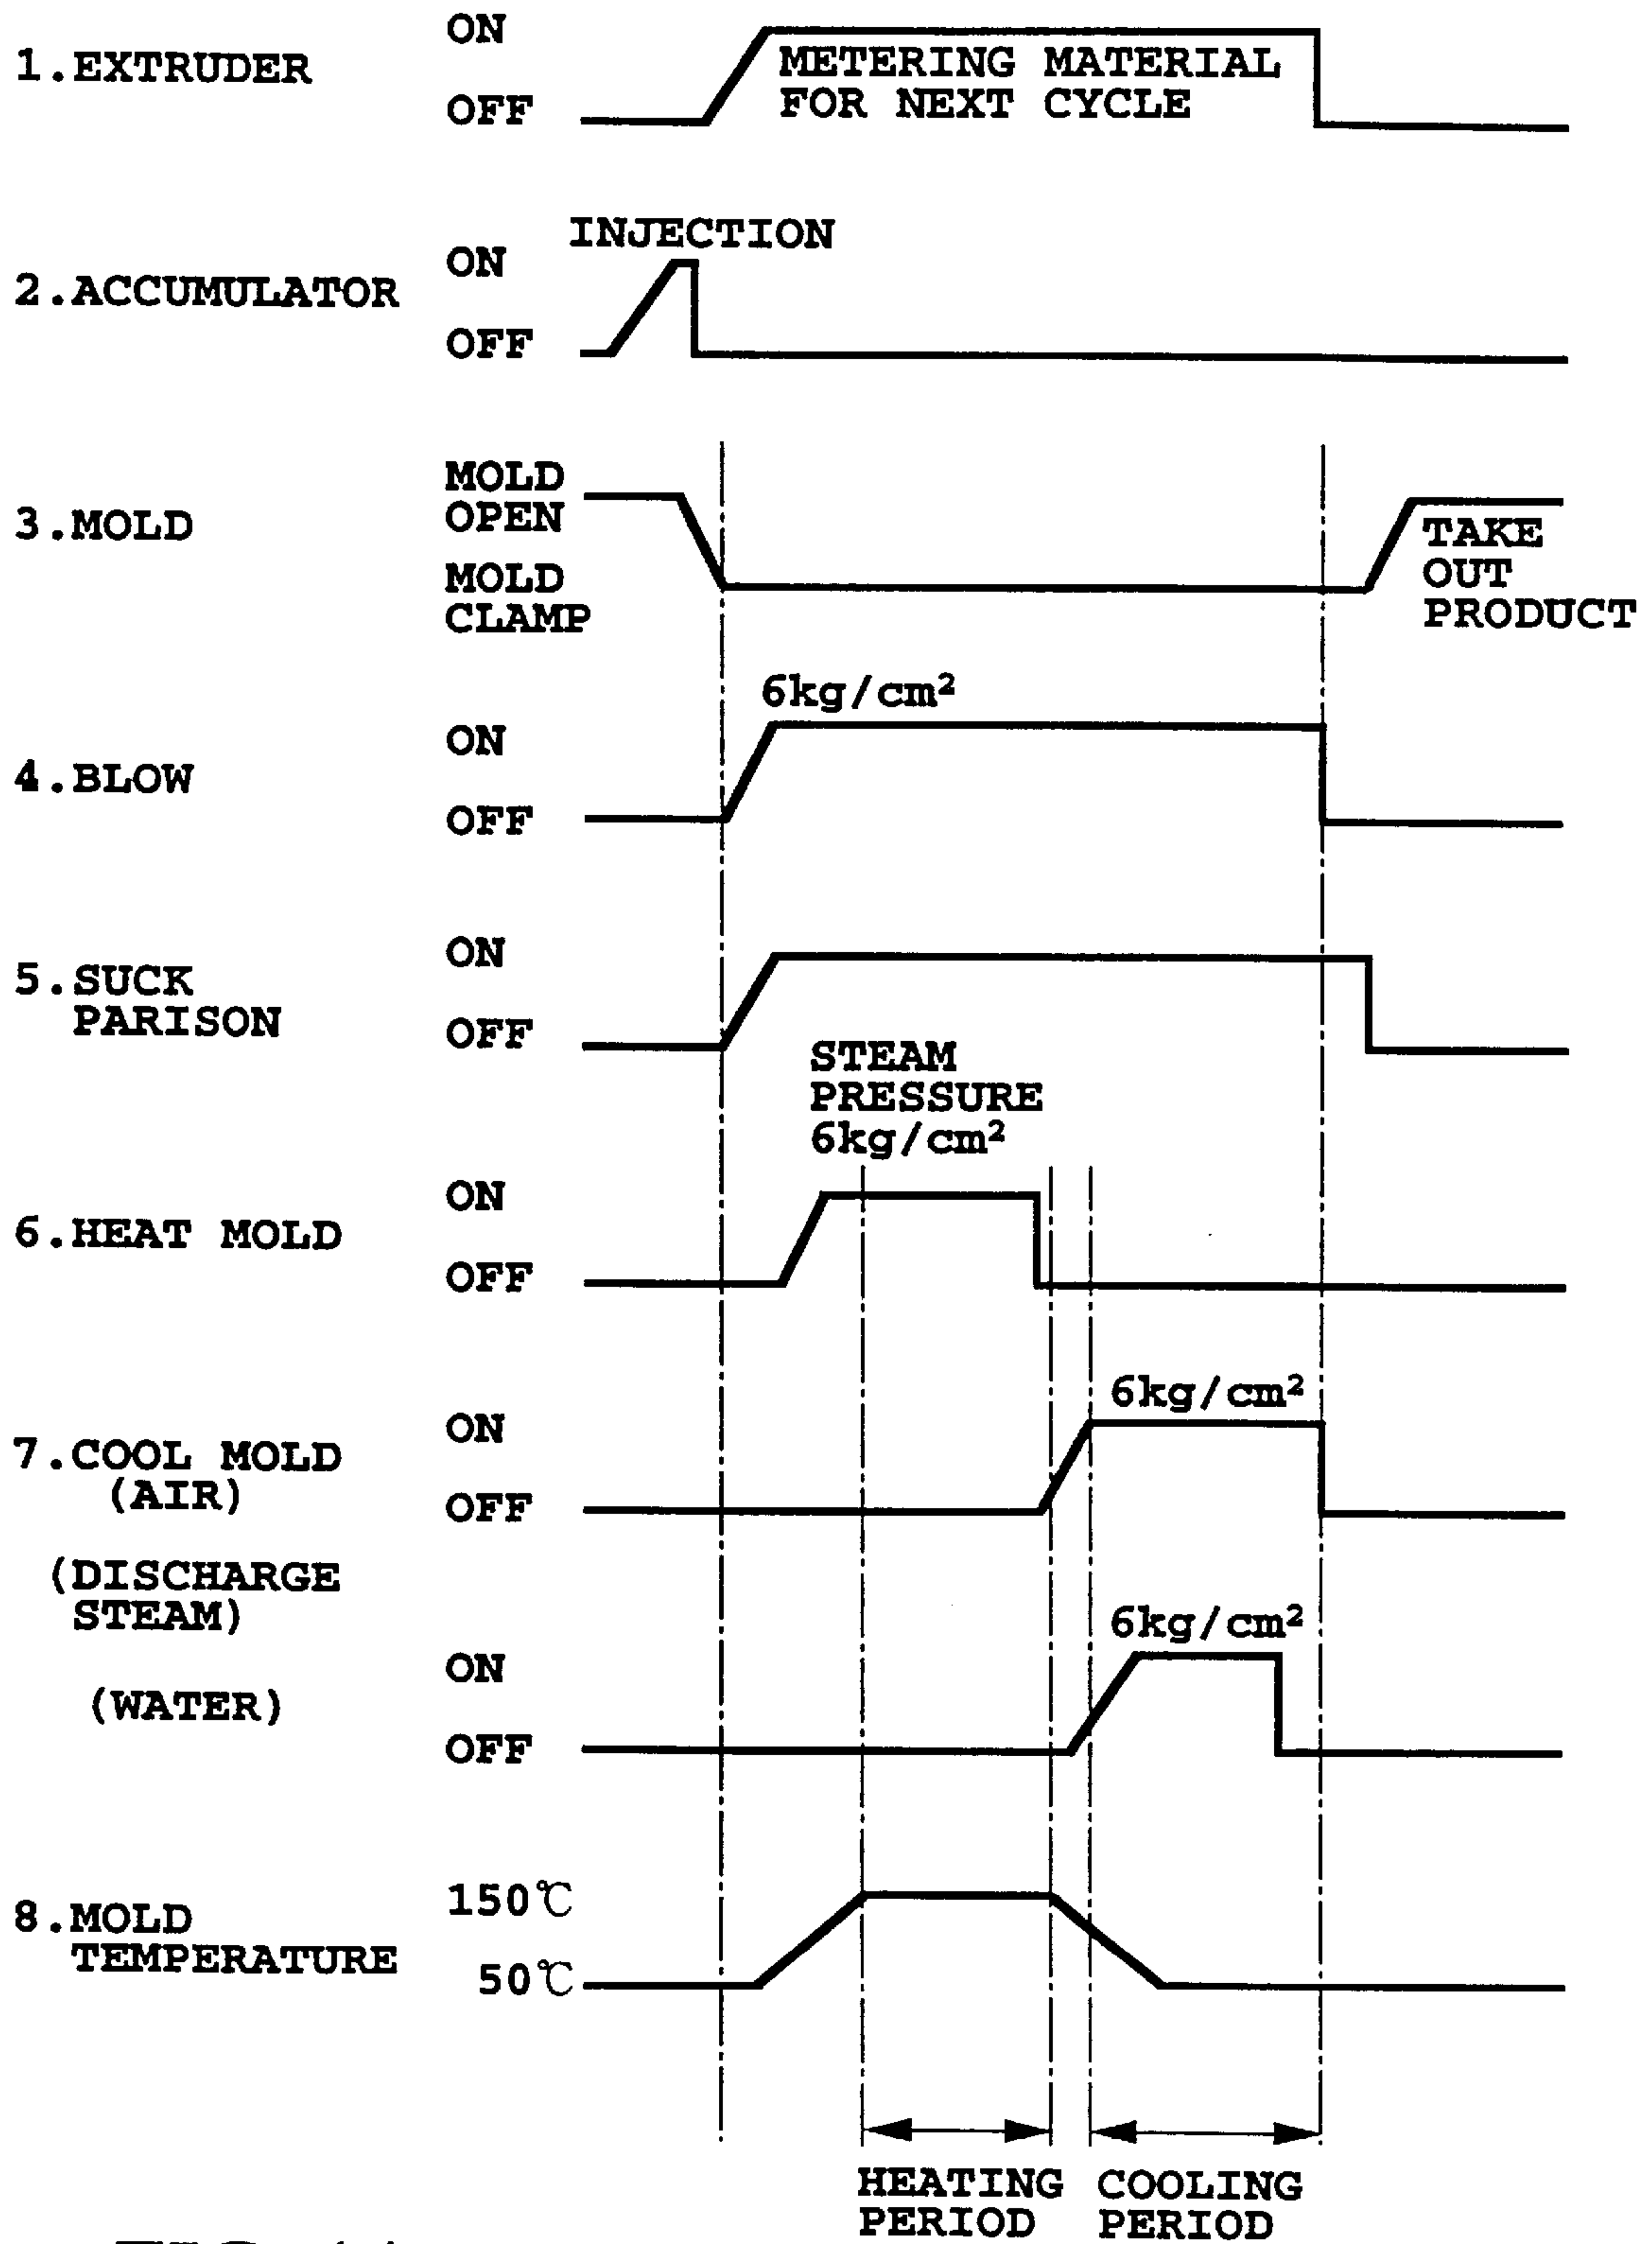 ON
1.EXTRUDER
METERING MATERIAL
FOR NEXT CYCLE
OFF
INJECTION
ON
2.ACCUMULATOR
OFF
MOLD
OPEN
3.MOLD
TAKE
OUT
PRODUCT
MOLD
CLAMP
6kg/cm²
ON
4.BLOW
OFF
ON
5.SUCK
PARISON
OFF
STEAM
PRESSURE
6kg/cm²
ON
6.HEAT MOLD
OFF
6kg/cm²
ON
7.COOL MOLD
(AIR)
OFF
(DISCHARGE
STEAM)
6kg/cm²
ON
(WATER)
OFF
150℃
8.MOLD
TEMPERATURE
50℃
HEATING
PERIOD
COOLING
PERIOD